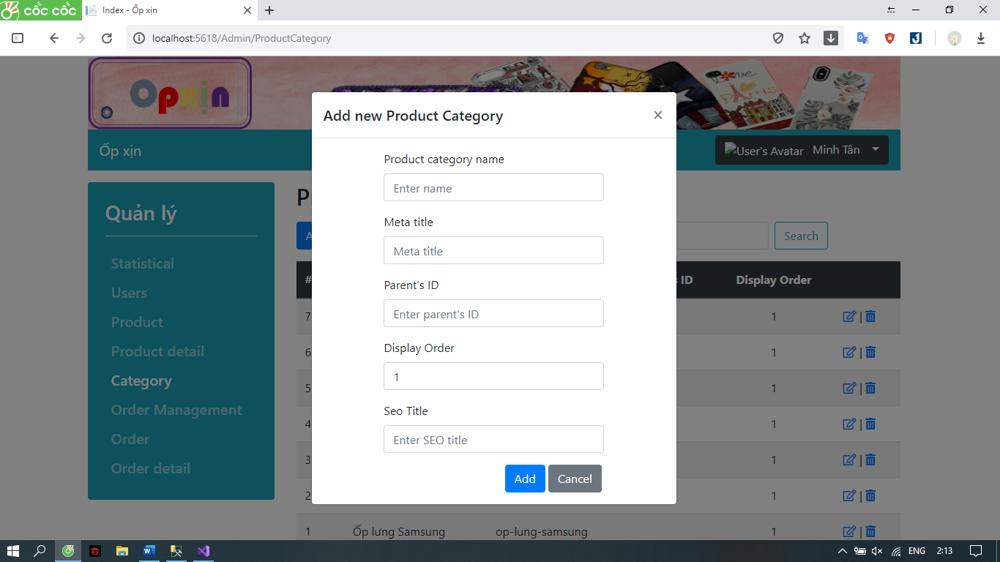 cốc cốc
Index - Ốp xịn
localhost:5618/Admin/ProductCategory
Opxịn
LOVE
PARIS
Ốp xịn
User's Avatar Minh Tân
Quản lý
Statistical
Users
Product
Product detail
Category
Order Management
Order
Order detail
Add new Product Category
×
Product category name
Enter name
Meta title
Meta title
Parent's ID
Enter parent's ID
Display Order
1
Seo Title
Enter SEO title
Add Cancel
P
A
Search
# ID Display Order
7 1 |
6 1 |
5 1 |
4 1 |
3 1 |
2 1 |
1 Ốp lưng Samsung op-lung-samsung 1 |
ENG 2:13